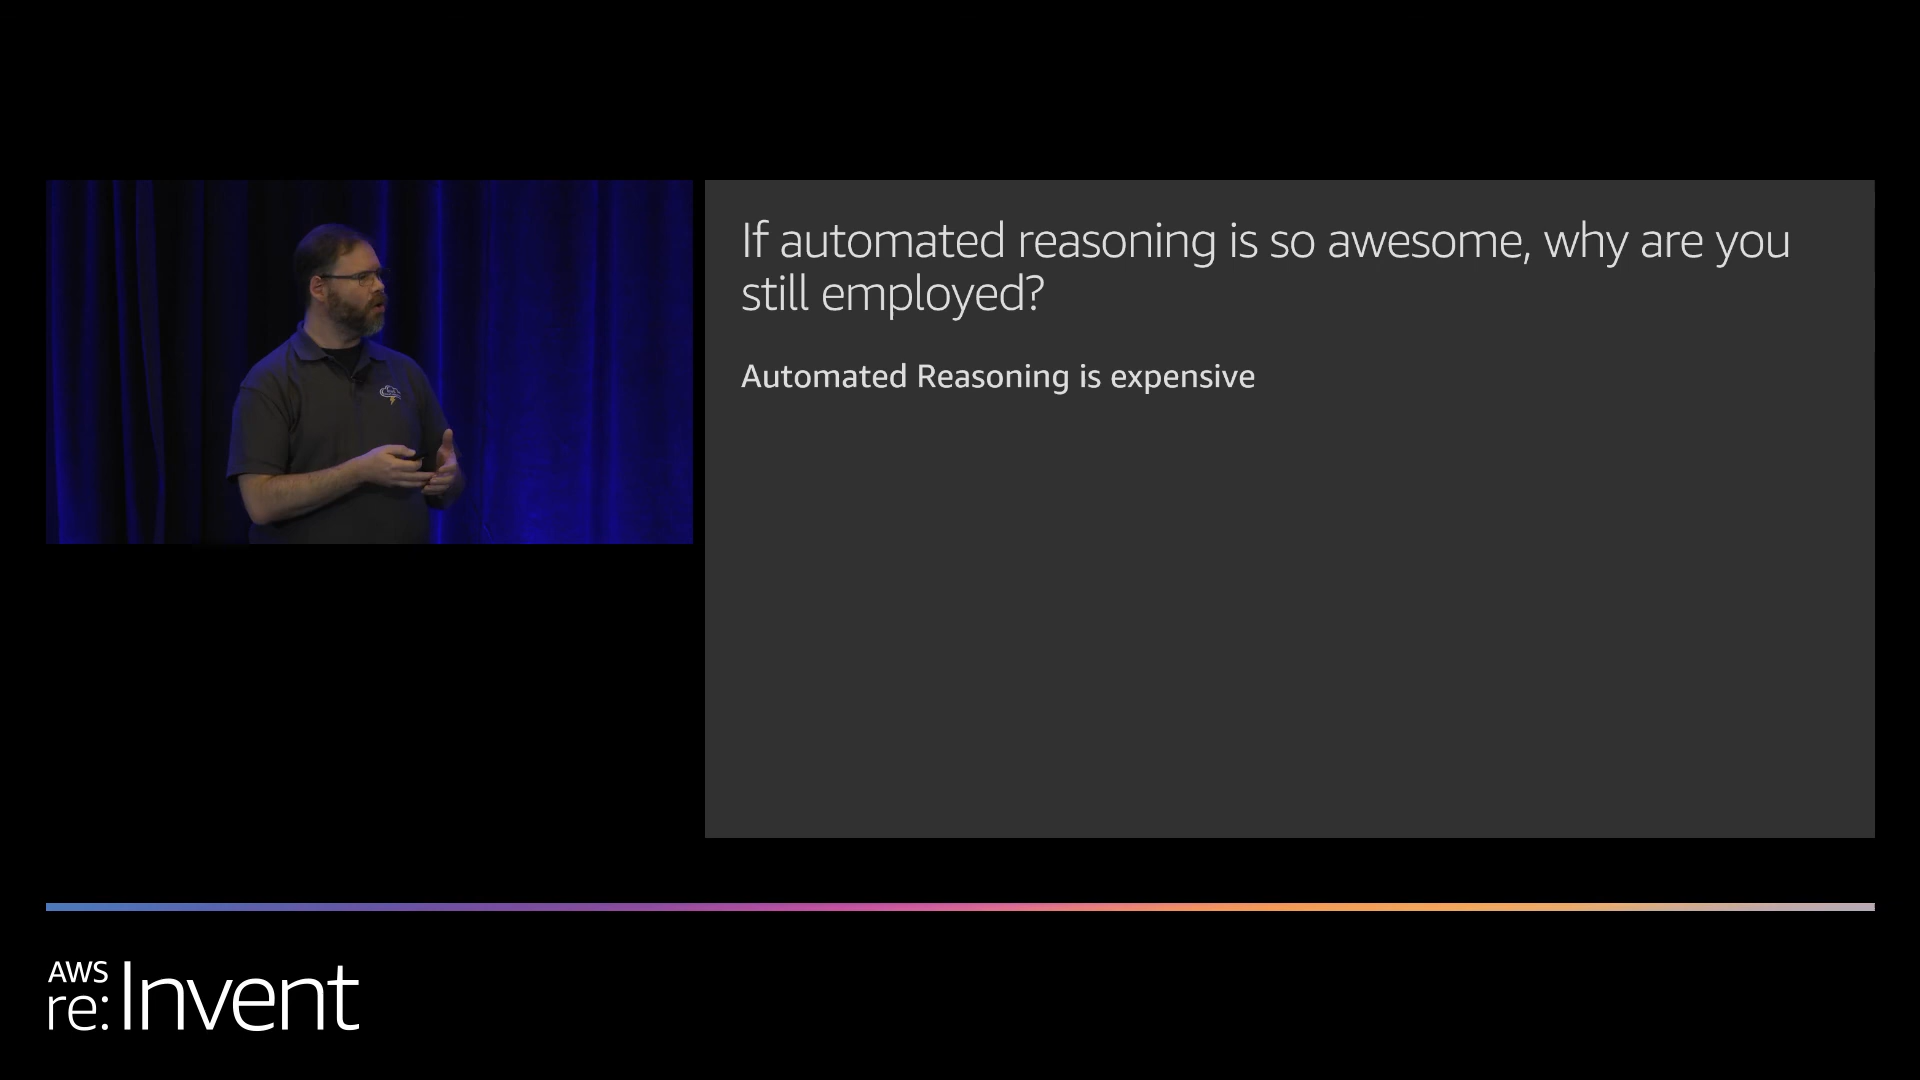 If automated reasoning is so awesome, why are you
still employed?
Automated Reasoning is expensive
AWS
re:Invent